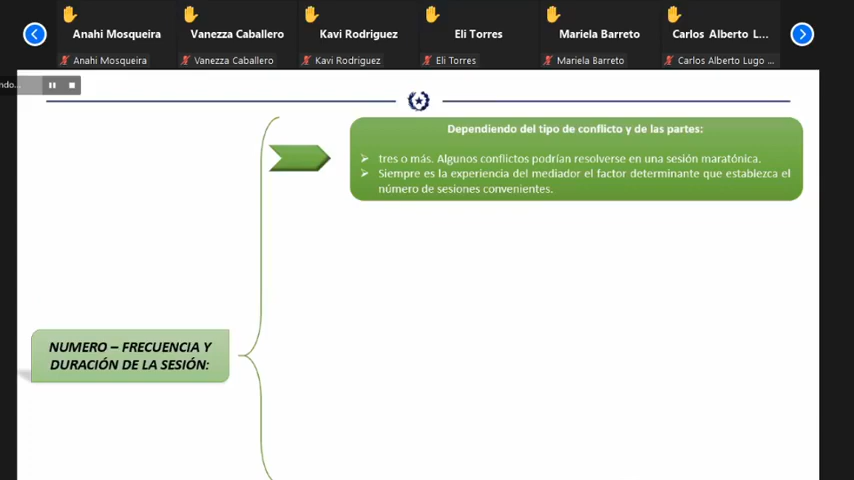 Anahi Mosqueira
Vanezza Caballero
Kavi Rodriguez
Eli Torres
Mariela Barreto
Carlos Alberto L...
Anahi Mosqueira
Vanezza Caballero
Kavi Rodriguez
Eli Torres
Mariela Barreto
Carlos Alberto Lugo ...
ndo...
Dependiendo del tipo de conflicto y de las partes:
tres o más. Algunos conflictos podrían resolverse en una sesión maratónica.
Siempre es la experiencia del mediador el factor determinante que establezca el
número de sesiones convenientes.
NUMERO – FRECUENCIA Y
DURACIÓN DE LA SESIÓN: